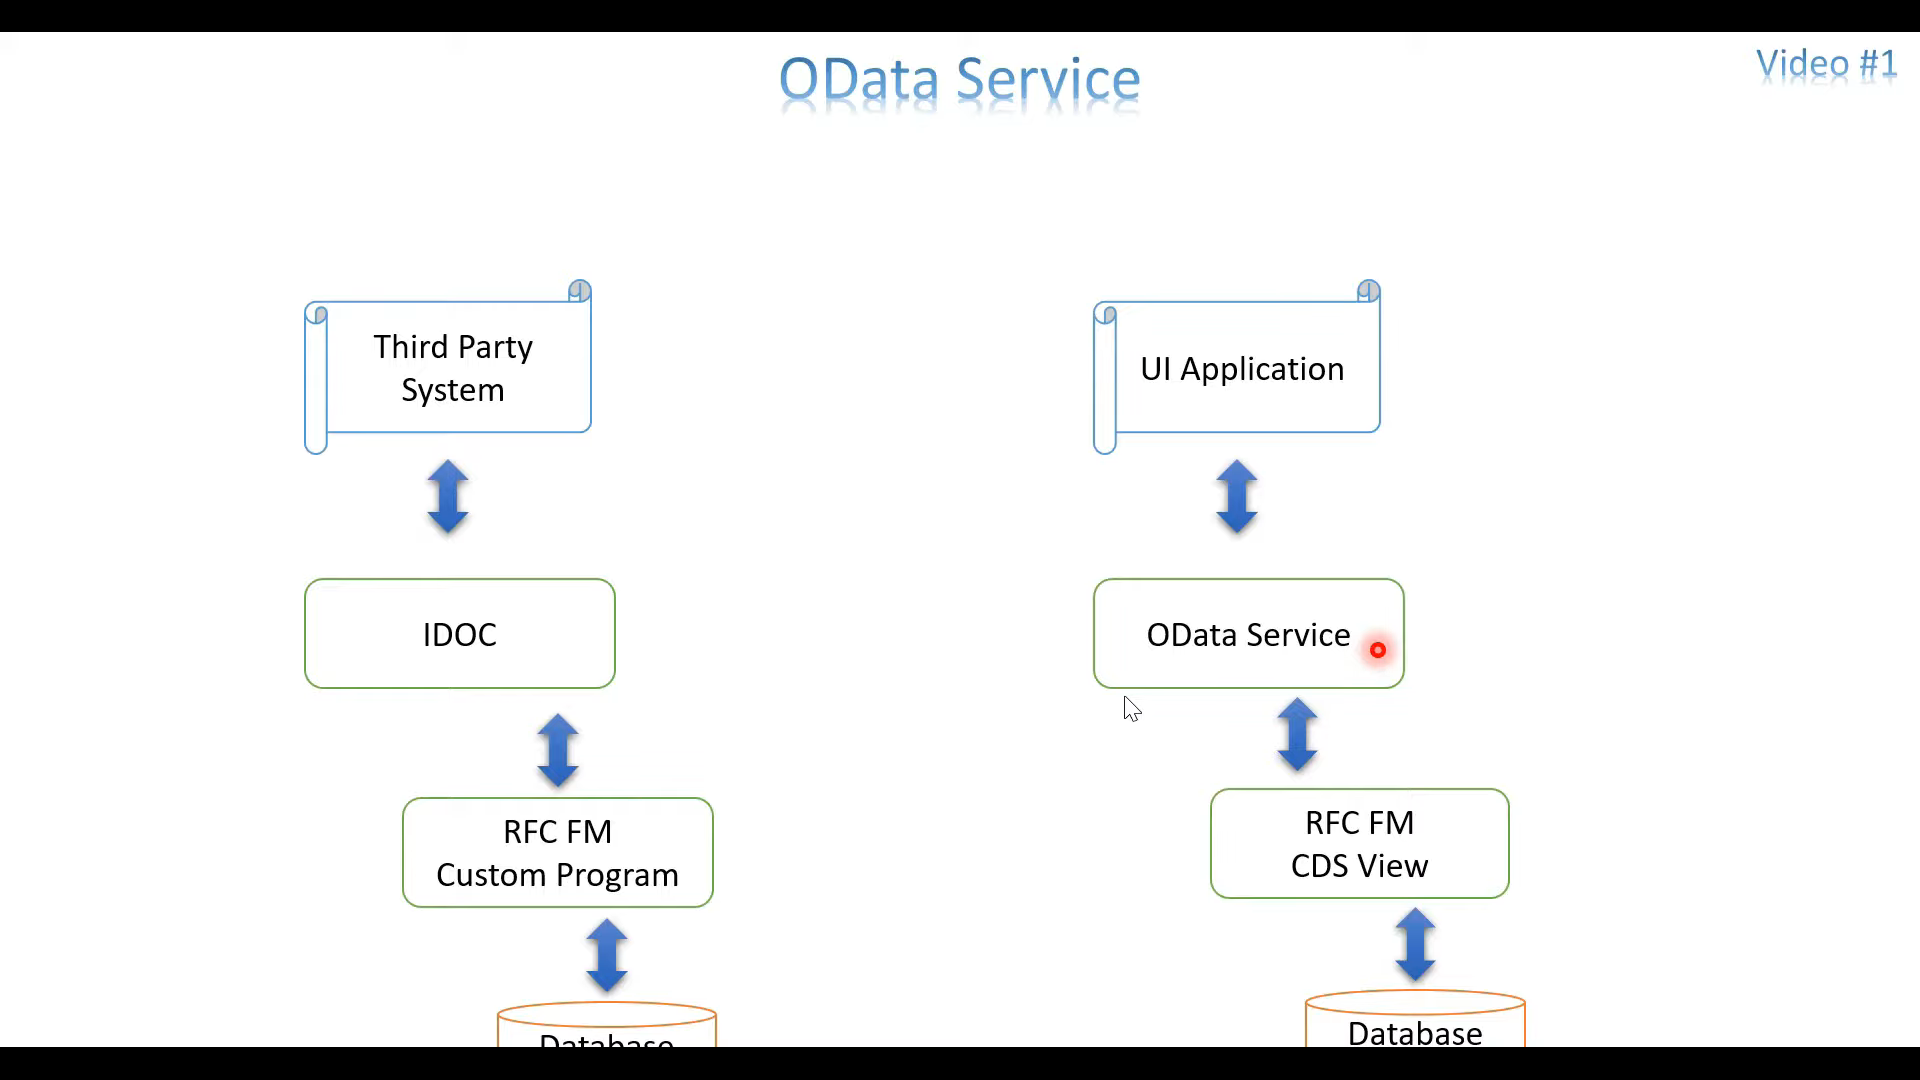 OData Service
Video #1
Third Party
System
IDOC
RFC FM
Custom Program
Database
UI Application
OData Service
RFC FM
CDS View
Database